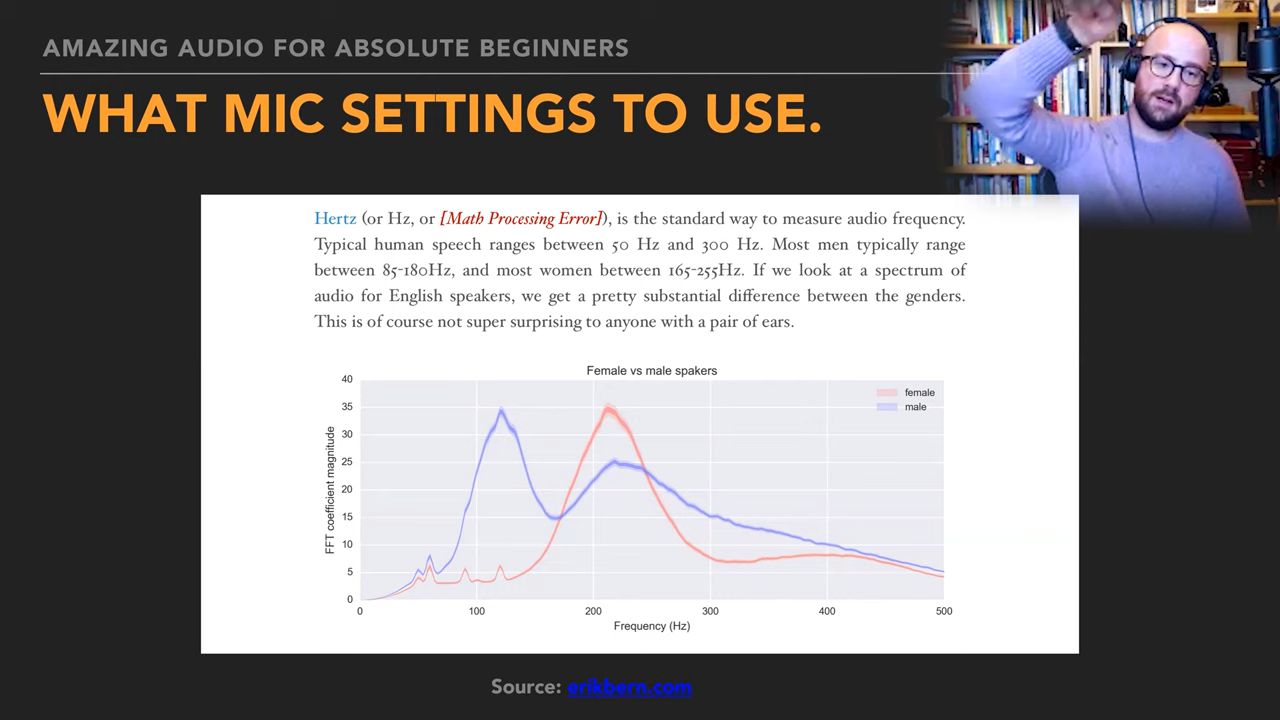 AMAZING AUDIO FOR ABSOLUTE BEGINNERS
WHAT MIC SETTINGS TO USE.
Hertz (or Hz, or [Math Processing Error]), is the standard way to measure audio frequency.
Typical human speech ranges between 50 Hz and 300 Hz. Most men typically range
between 85-180Hz, and most women between 165-255Hz. If we look at a spectrum of
audio for English speakers, we get a pretty substantial difference between the genders.
This is of course not super surprising to anyone with a pair of ears.
Female vs male spakers
female
male
FFT coefficient magnitude
40
35
30
25
20
15
10
5
0
0 100 200 300 400 500
Frequency (Hz)
Source: erikbern.com